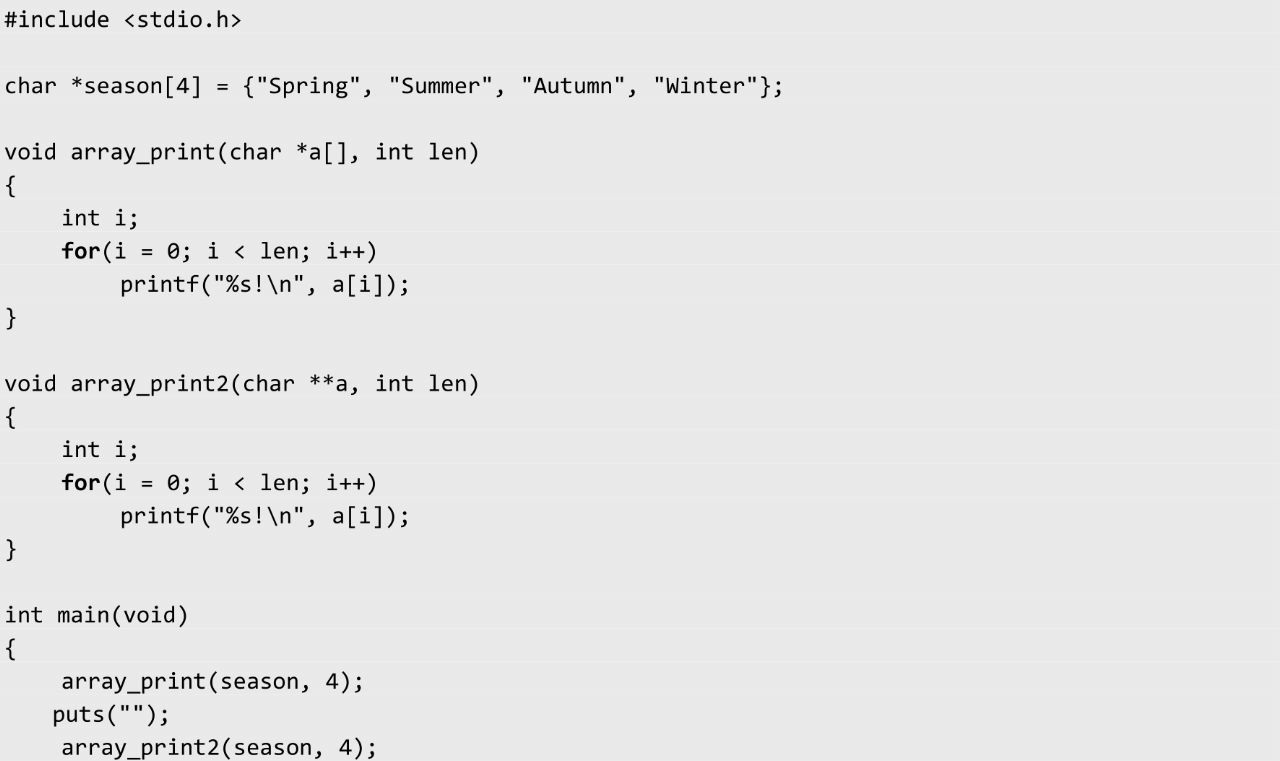 #include <stdio.h>

char *season[4] = {"Spring", "Summer", "Autumn", "Winter"};

void array_print(char *a[], int len)
{
    int i;
    for(i = 0; i < len; i++)
        printf("%s!\n", a[i]);
}

void array_print2(char **a, int len)
{
    int i;
    for(i = 0; i < len; i++)
        printf("%s!\n", a[i]);
}

int main(void)
{
    array_print(season, 4);
    puts("");
    array_print2(season, 4);